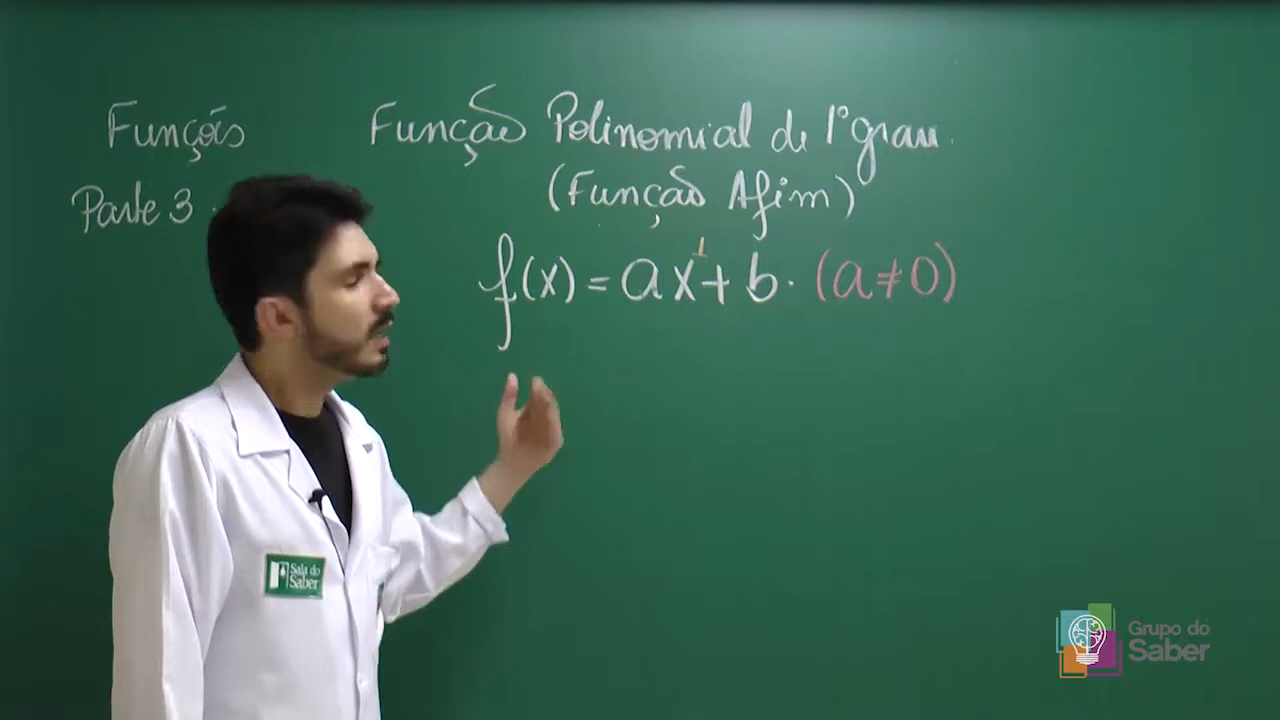 Funções
Parte 3.
Função Polinomial de 1º grau.
(Função Afim)
f(x) = ax¹ + b. (a ≠ 0)
Sala do
Saber
Grupo do
Saber